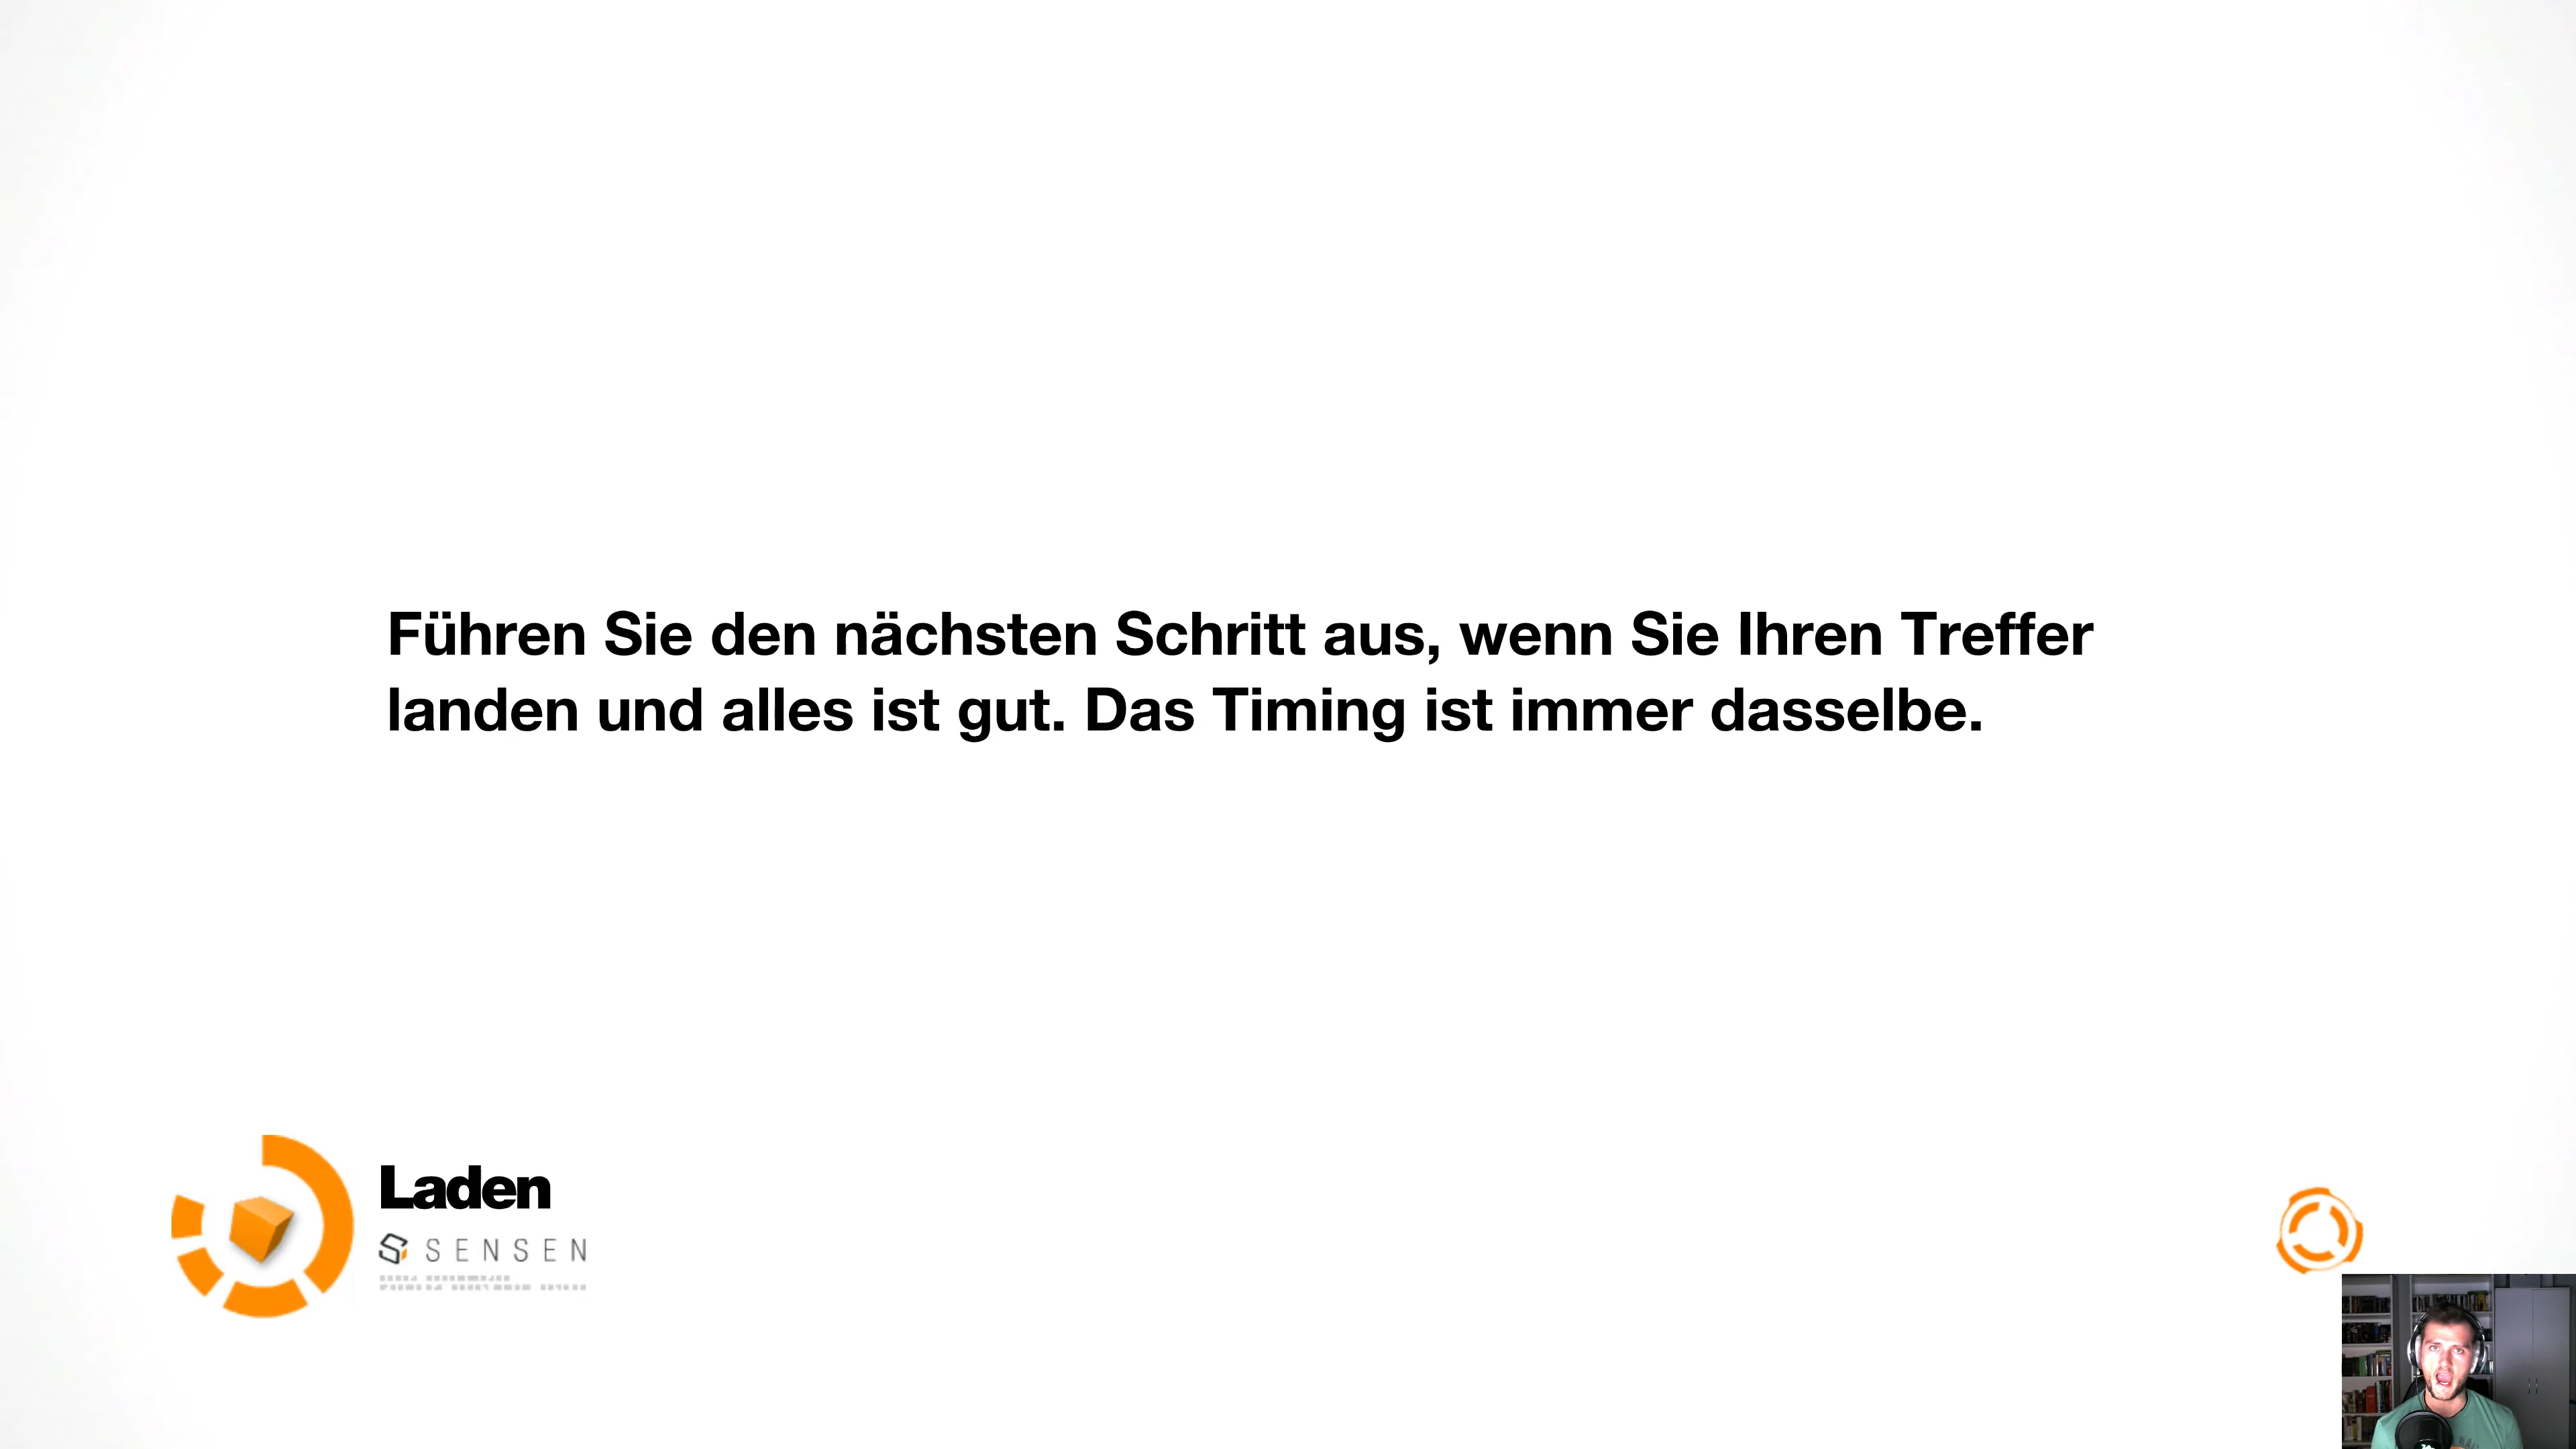 Führen Sie den nächsten Schritt aus, wenn Sie Ihren Treffer
landen und alles ist gut. Das Timing ist immer dasselbe.
Laden
SENSEN